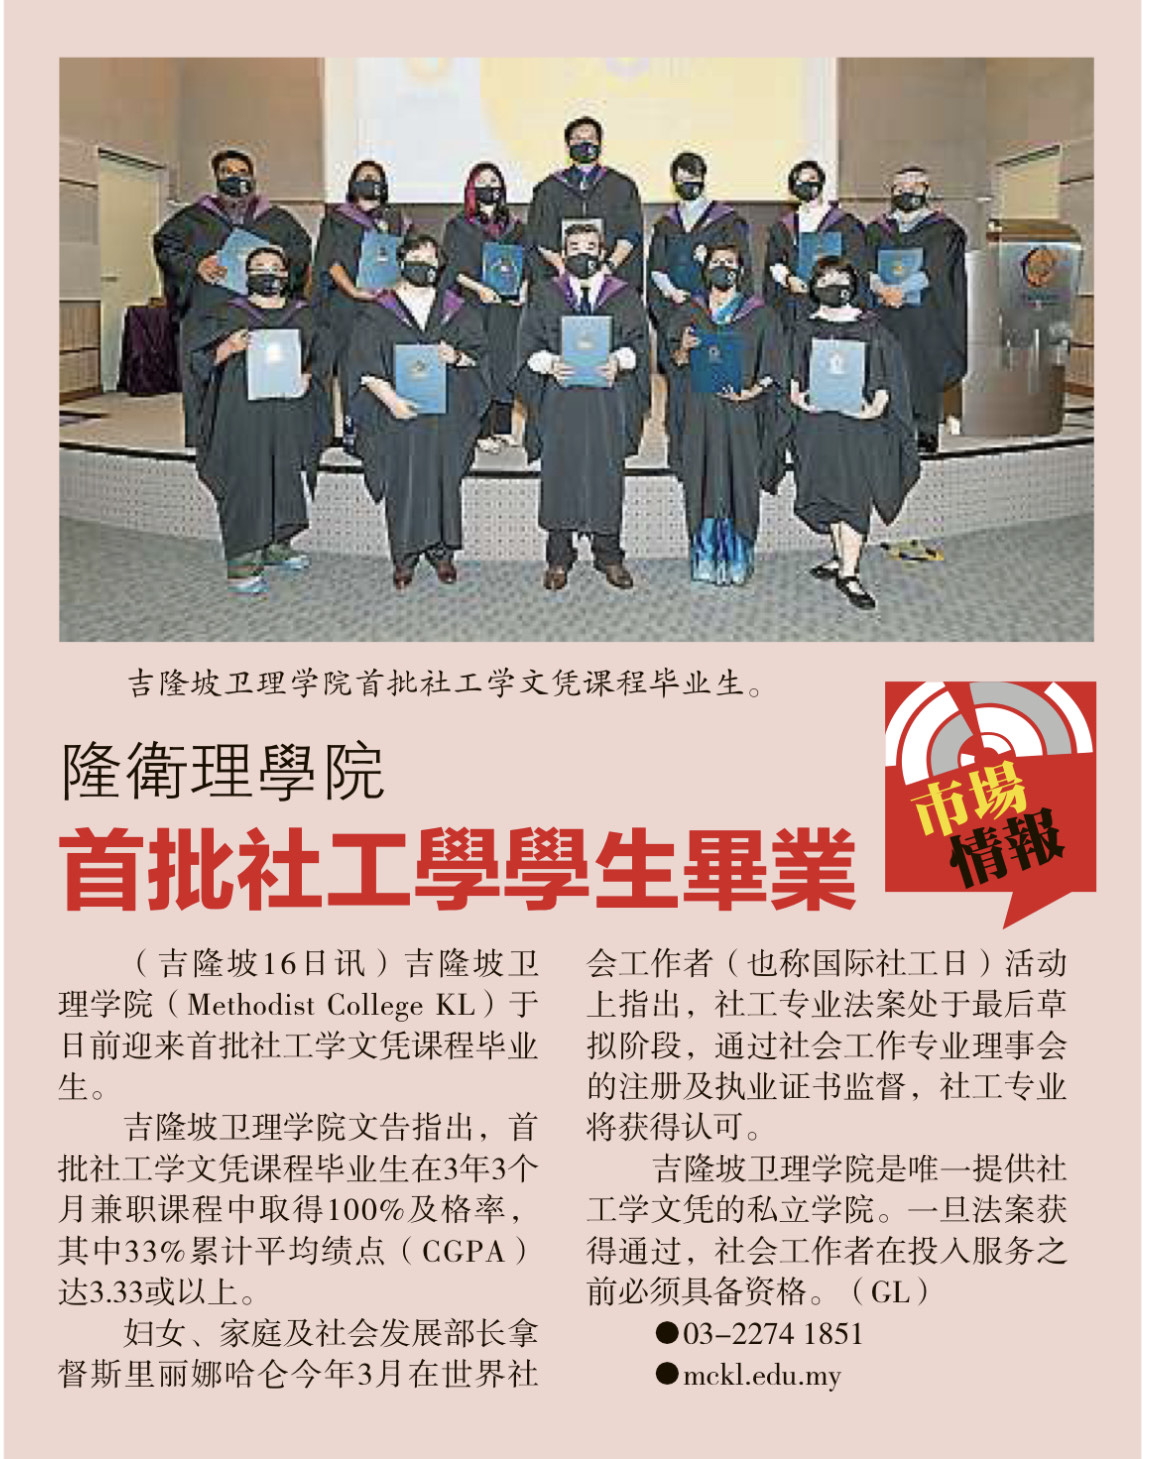 吉隆坡卫理学院首批社工学文凭课程毕业生。
隆衛理學院
首批社工學學生畢業
市場
情報
（吉隆坡16日讯）吉隆坡卫
理学院（Methodist College KL）于
日前迎来首批社工学文凭课程毕业
生。
吉隆坡卫理学院文告指出，首
批社工学文凭课程毕业生在3年3个
月兼职课程中取得100%及格率，
其中33%累计平均绩点（CGPA）
达3.33或以上。
妇女、家庭及社会发展部长拿
督斯里丽娜哈仑今年3月在世界社
会工作者（也称国际社工日）活动
上指出，社工专业法案处于最后草
拟阶段，通过社会工作专业理事会
的注册及执业证书监督，社工专业
将获得认可。
吉隆坡卫理学院是唯一提供社
工学文凭的私立学院。一旦法案获
得通过，社会工作者在投入服务之
前必须具备资格。（GL）
●03-2274 1851
●mckl.edu.my